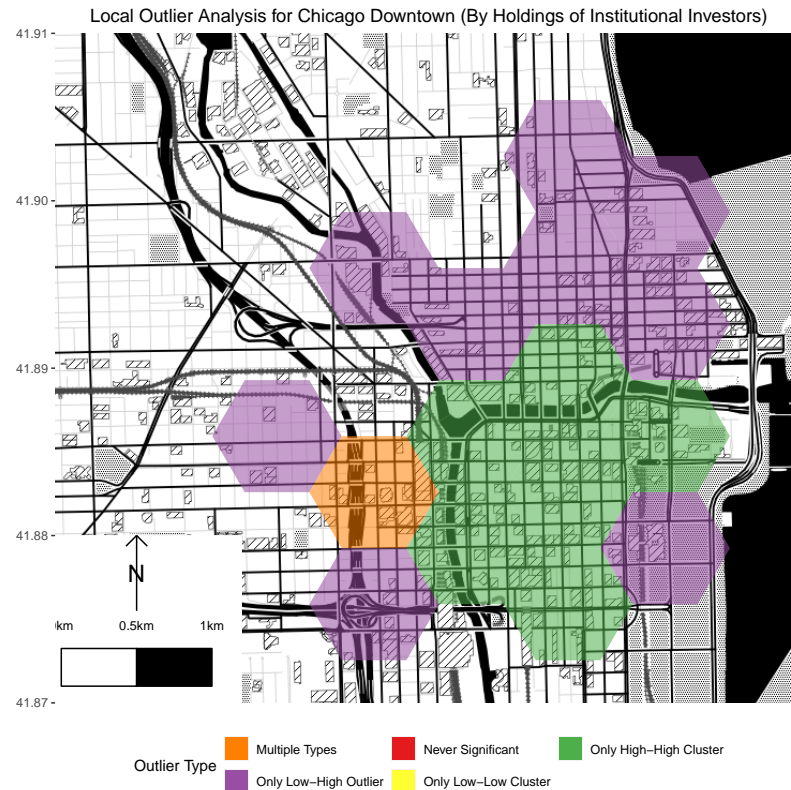 Local Outlier Analysis for Chicago Downtown (By Holdings of Institutional Investors)
41.91
41.90
41.89
41.88
41.87
N
0km 0.5km 1km
Outlier Type
Multiple Types
Never Significant
Only High−High Cluster
Only Low−High Outlier
Only Low−Low Cluster